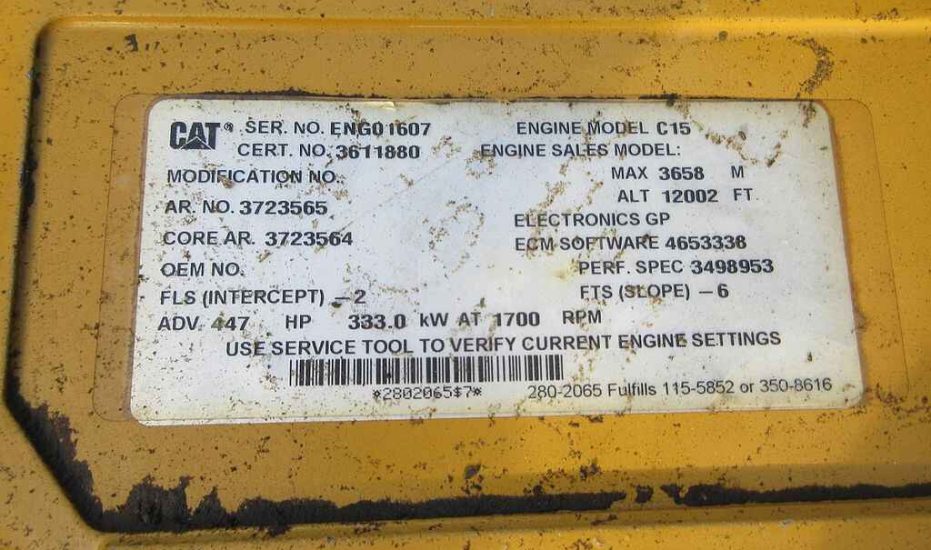 CAT® SER. NO. ENG01607 ENGINE MODEL C15
CERT. NO. 3611880 ENGINE SALES MODEL:
MODIFICATION NO. MAX 3658 M
ALT 12002 FT
AR. NO. 3723565 ELECTRONICS GP
CORE AR. 3723564 ECM SOFTWARE 4653338
OEM NO. PERF. SPEC 3498953
FLS (INTERCEPT) -2 FTS (SLOPE) -6
ADV. 447 HP 333.0 kW AT 1700 RPM
USE SERVICE TOOL TO VERIFY CURRENT ENGINE SETTINGS
*2802065$7* 280-2065 Fulfills 115-5852 or 350-8616